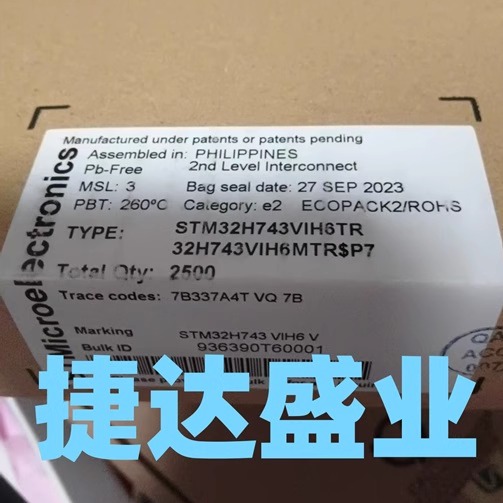 Microelectronics
Manufactured under patents or patents pending
Assembled in: PHILIPPINES
Pb-Free 2nd Level Interconnect
MSL: 3 Bag seal date: 27 SEP 2023
PBT: 260°C Category: e2 ECOPACK2/ROHS
TYPE: STM32H743VIH6TR
32H743VIH6MTR$P7
Total Qty: 2500
Trace codes: 7B337A4T VQ 7B
Marking STM32H743 VIH6 V
Bulk ID 936390T60001
捷达盛业